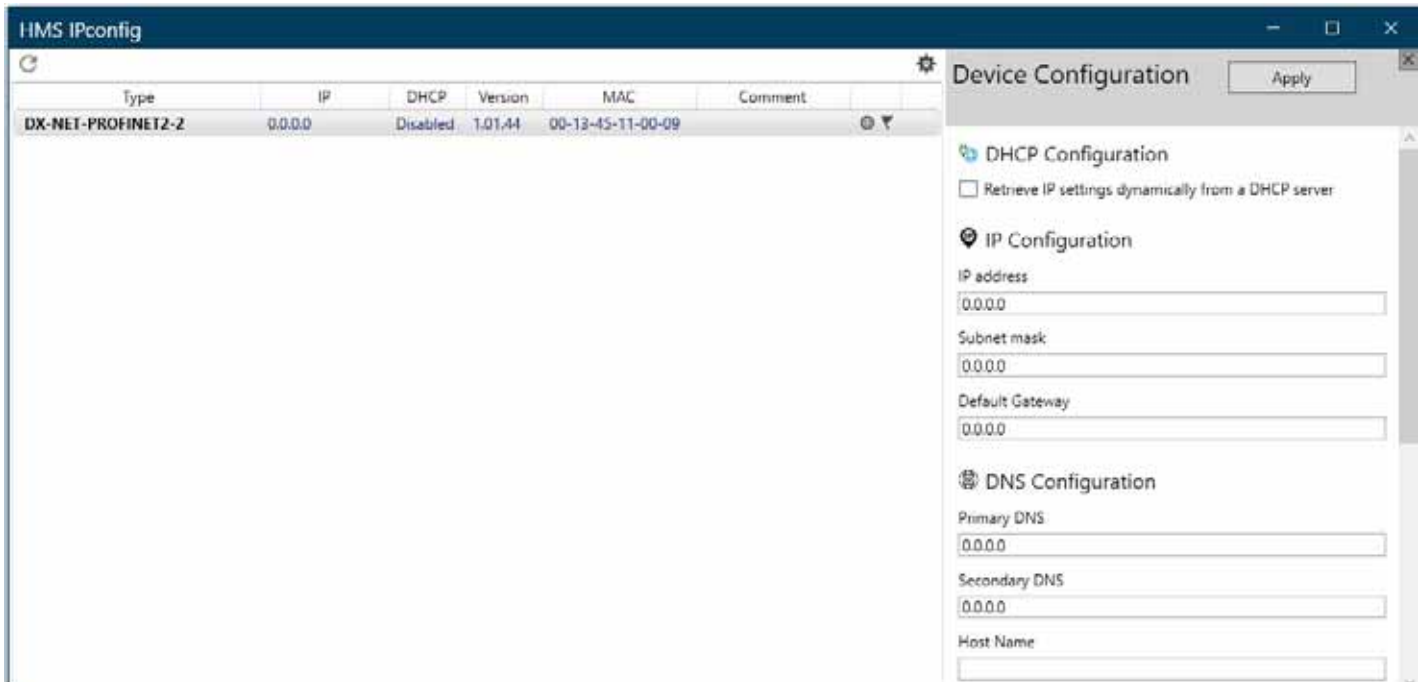 HMS IPconfig
Device Configuration Apply
Type IP DHCP Version MAC Comment
DX-NET-PROFINET2-2 0.0.0.0 Disabled 1.01.44 00-13-45-11-00-09
DHCP Configuration
Retrieve IP settings dynamically from a DHCP server
IP Configuration
IP address
0.0.0.0
Subnet mask
0.0.0.0
Default Gateway
0.0.0.0
DNS Configuration
Primary DNS
0.0.0.0
Secondary DNS
0.0.0.0
Host Name